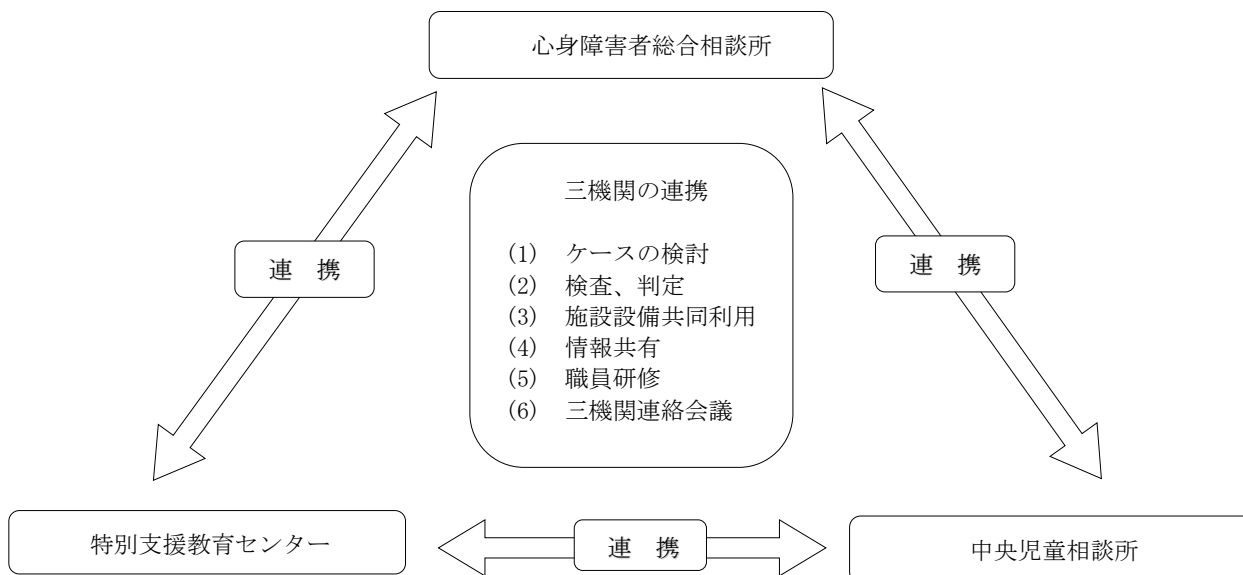 心身障害者総合相談所
三機関の連携
(1) ケースの検討
(2) 検査、判定
(3) 施設設備共同利用
(4) 情報共有
(5) 職員研修
(6) 三機関連絡会議
連 携
連 携
特別支援教育センター
連 携
中央児童相談所